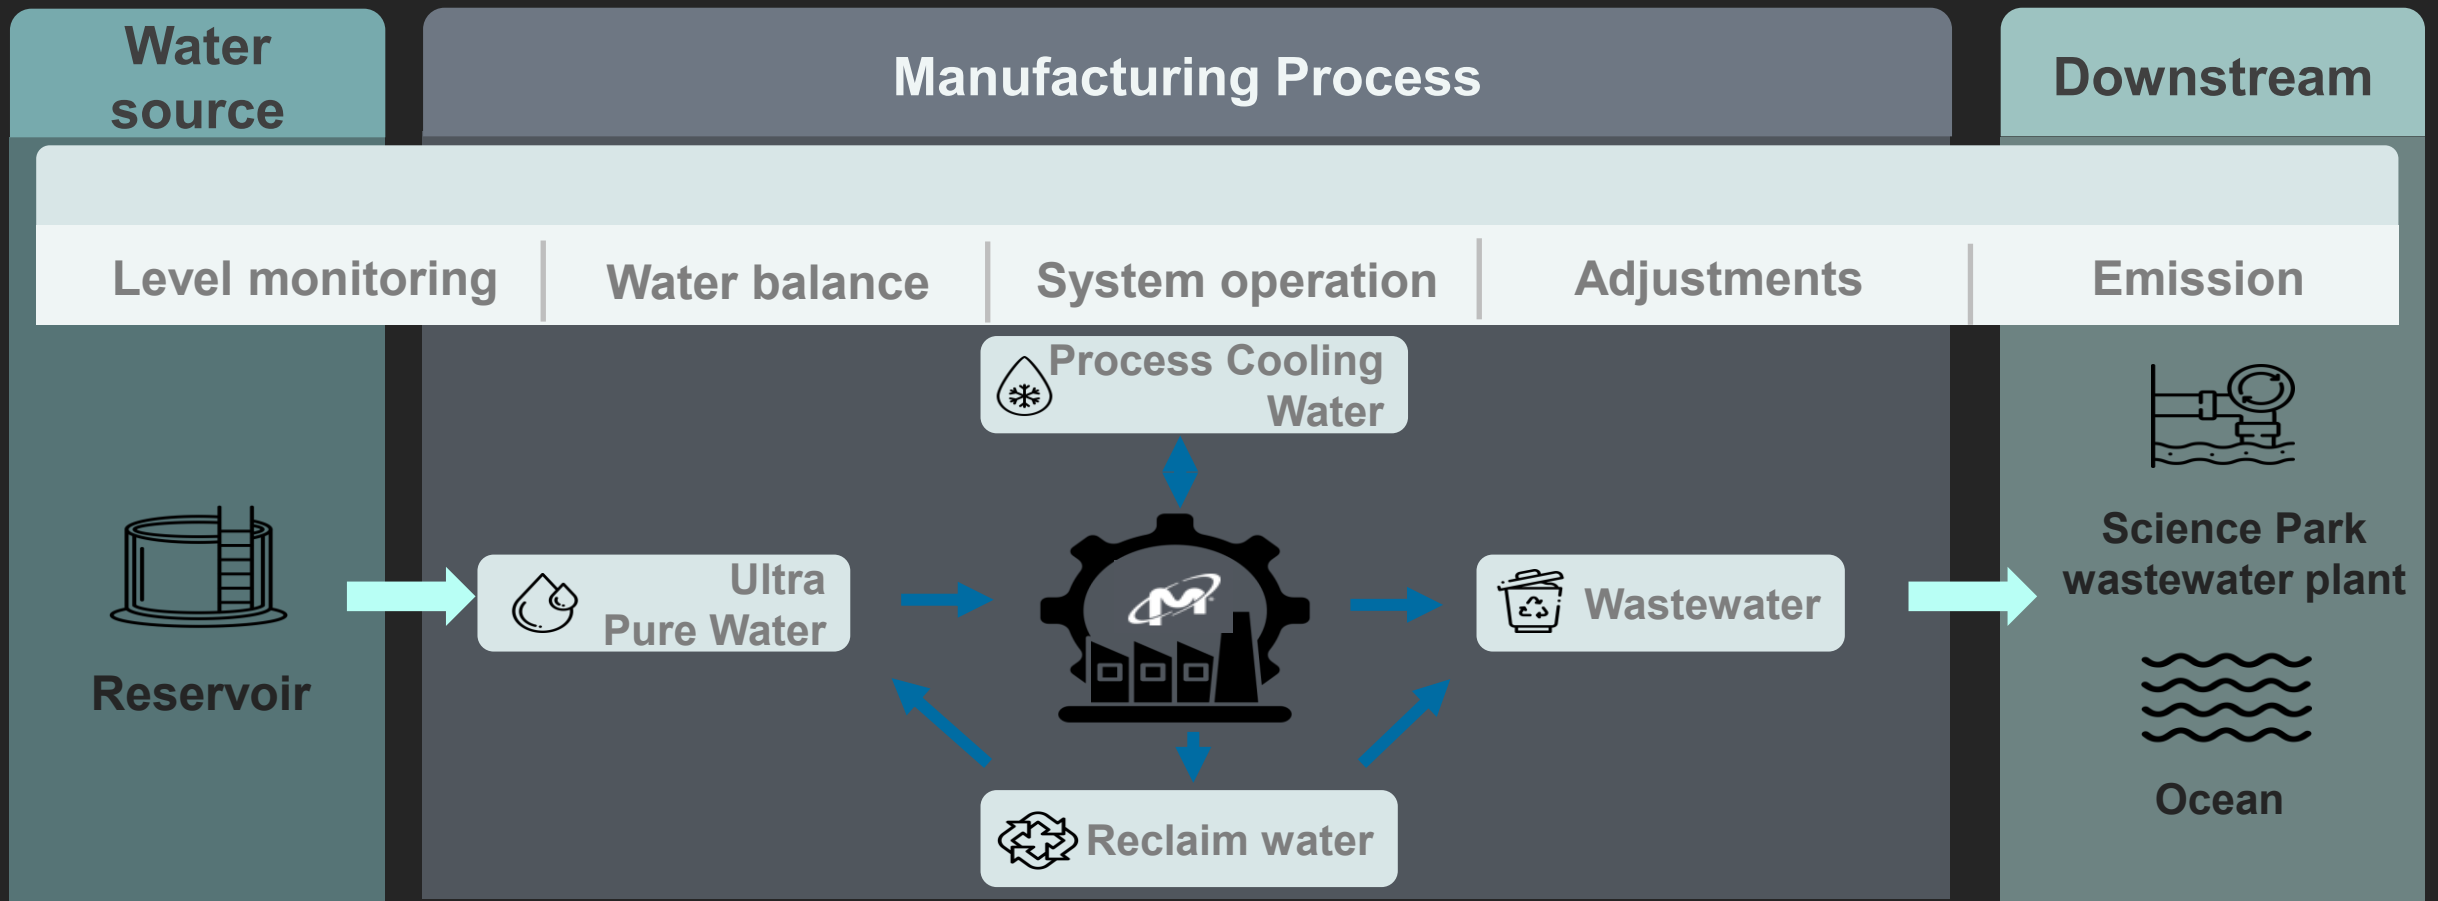 Water
source
Manufacturing Process
Downstream
Level monitoring
Water balance
System operation
Adjustments
Emission
Process Cooling
Water
Ultra
Pure Water
Wastewater
Reclaim water
Reservoir
Science Park
wastewater plant
Ocean